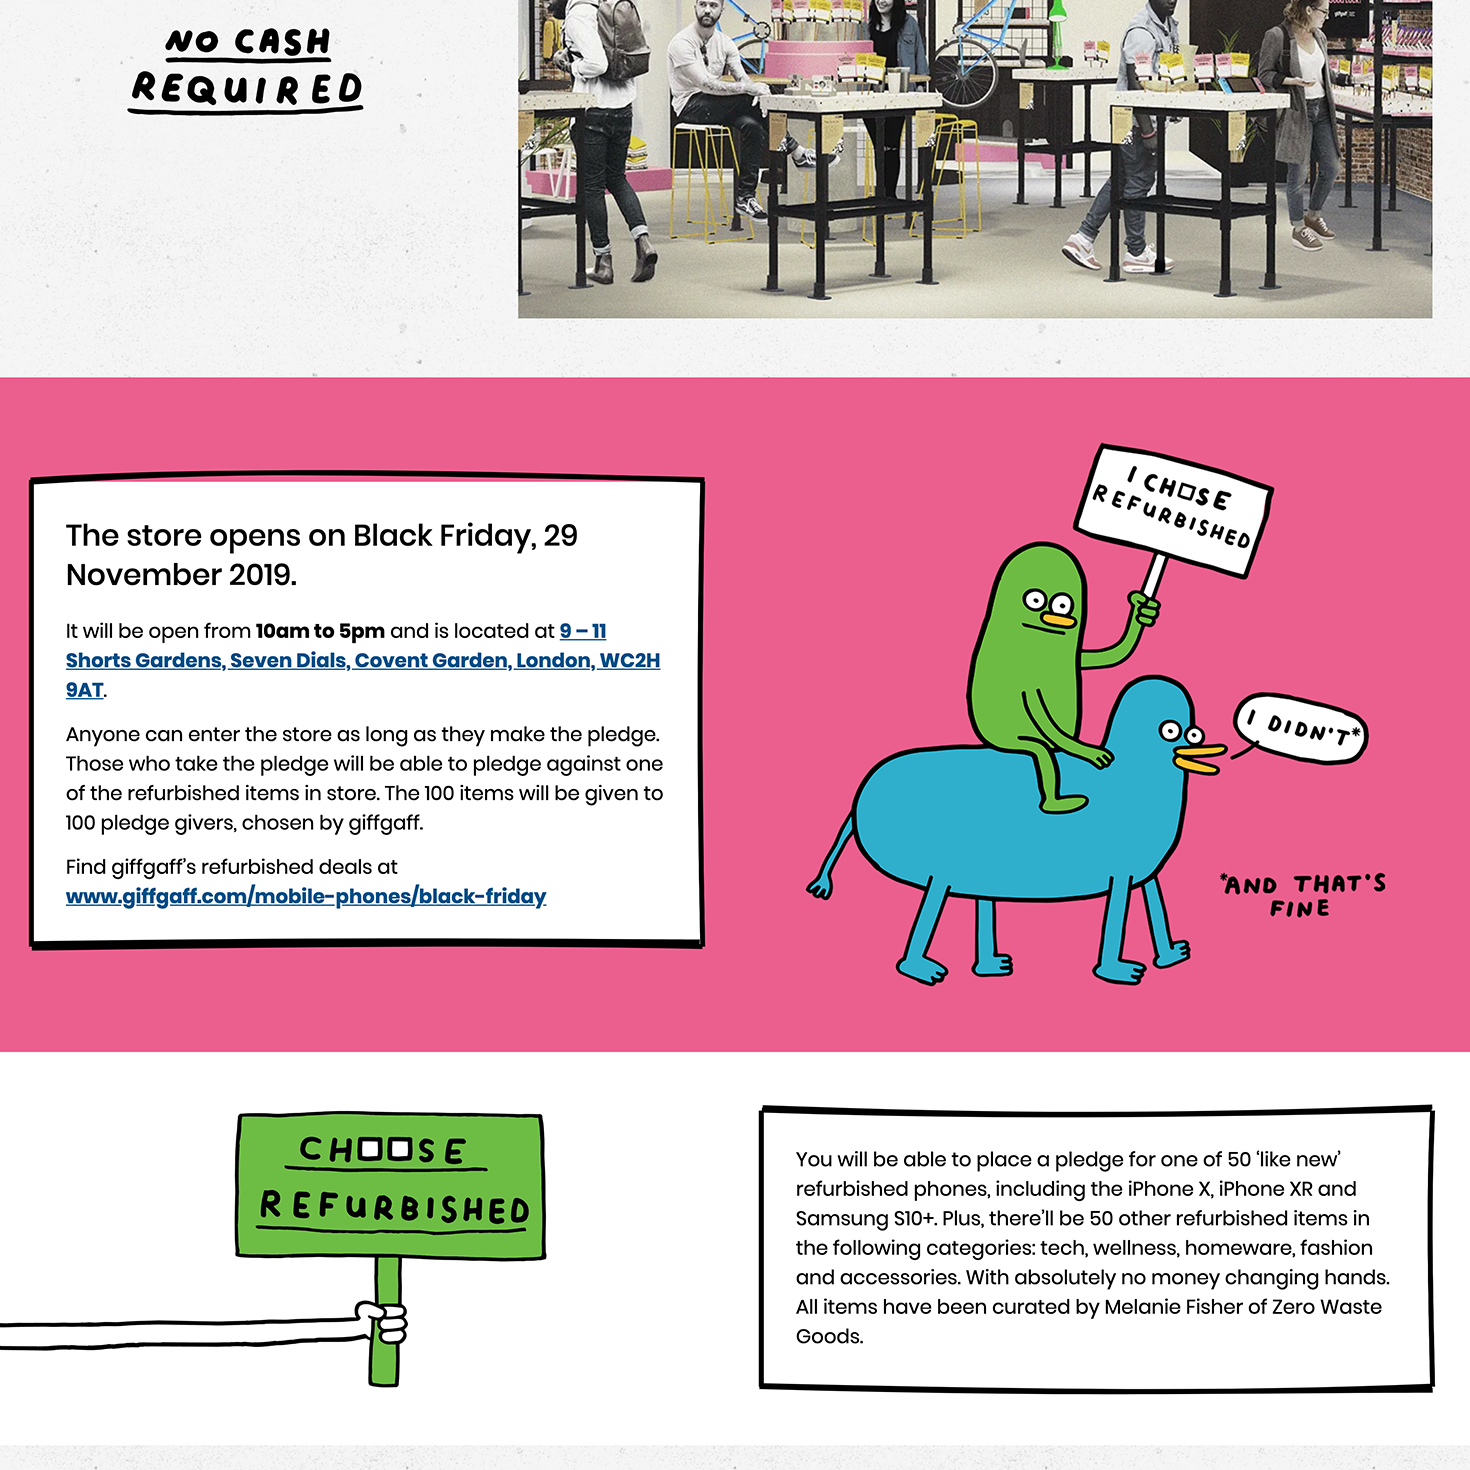 NO CASH
REQUIRED
The store opens on Black Friday, 29
November 2019.
It will be open from 10am to 5pm and is located at 9 – 11
Shorts Gardens, Seven Dials, Covent Garden, London, WC2H
9AT.
Anyone can enter the store as long as they make the pledge.
Those who take the pledge will be able to pledge against one
of the refurbished items in store. The 100 items will be given to
100 pledge givers, chosen by giffgaff.
Find giffgaff’s refurbished deals at
www.giffgaff.com/mobile-phones/black-friday
I CHOSE
REFURBISHED
I DIDN'T*
*AND THAT'S
FINE
CHOOSE
REFURBISHED
You will be able to place a pledge for one of 50 ‘like new’
refurbished phones, including the iPhone X, iPhone XR and
Samsung S10+. Plus, there’ll be 50 other refurbished items in
the following categories: tech, wellness, homeware, fashion
and accessories. With absolutely no money changing hands.
All items have been curated by Melanie Fisher of Zero Waste
Goods.